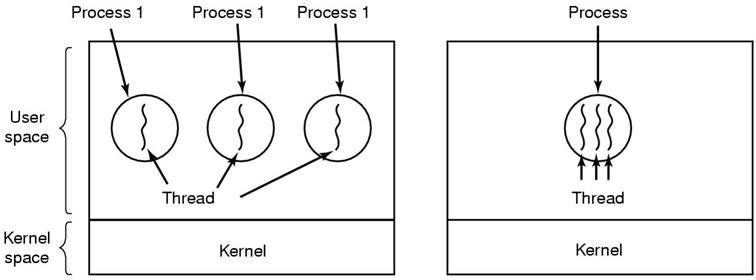 Process 1
Process 1
Process 1
Process
User
space
Thread
Thread
Kernel
space
Kernel
Kernel